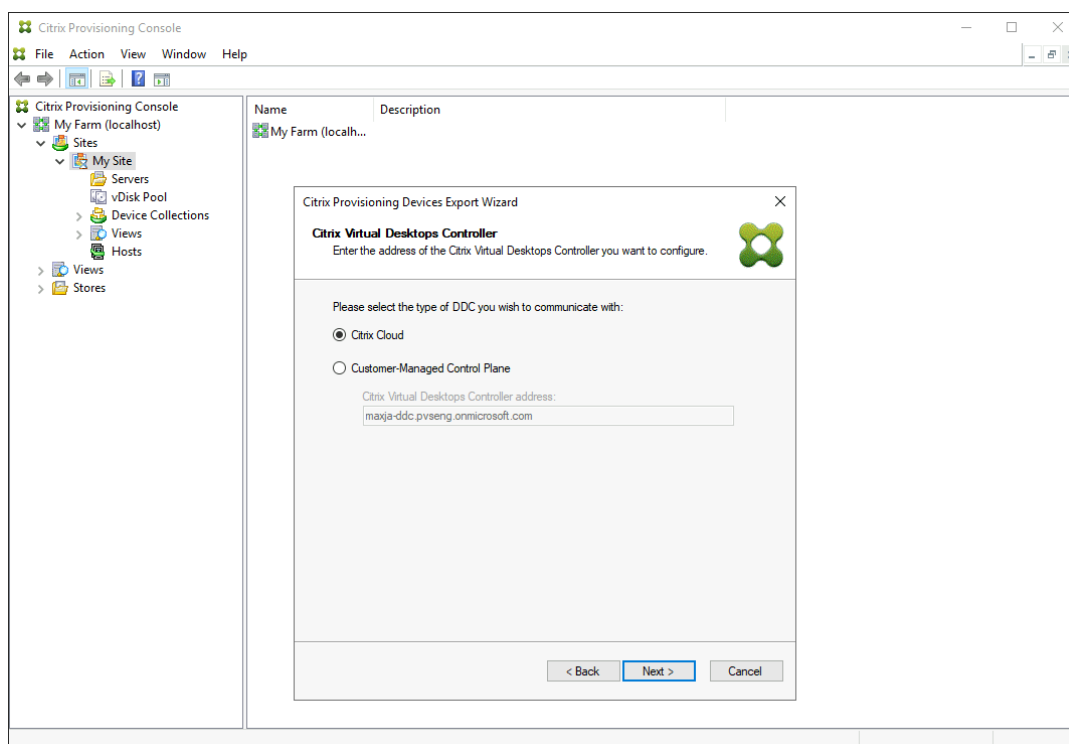 Citrix Provisioning Console
File Action View Window Help
Citrix Provisioning Console
My Farm (localhost)
Sites
My Site
Servers
vDisk Pool
Device Collections
Views
Hosts
Views
Stores
Name Description
My Farm (localh...
Citrix Provisioning Devices Export Wizard
Citrix Virtual Desktops Controller
Enter the address of the Citrix Virtual Desktops Controller you want to configure.
Please select the type of DDC you wish to communicate with:
Citrix Cloud
Customer-Managed Control Plane
Citrix Virtual Desktops Controller address:
maxja-ddc.pvseng.onmicrosoft.com
< Back Next > Cancel